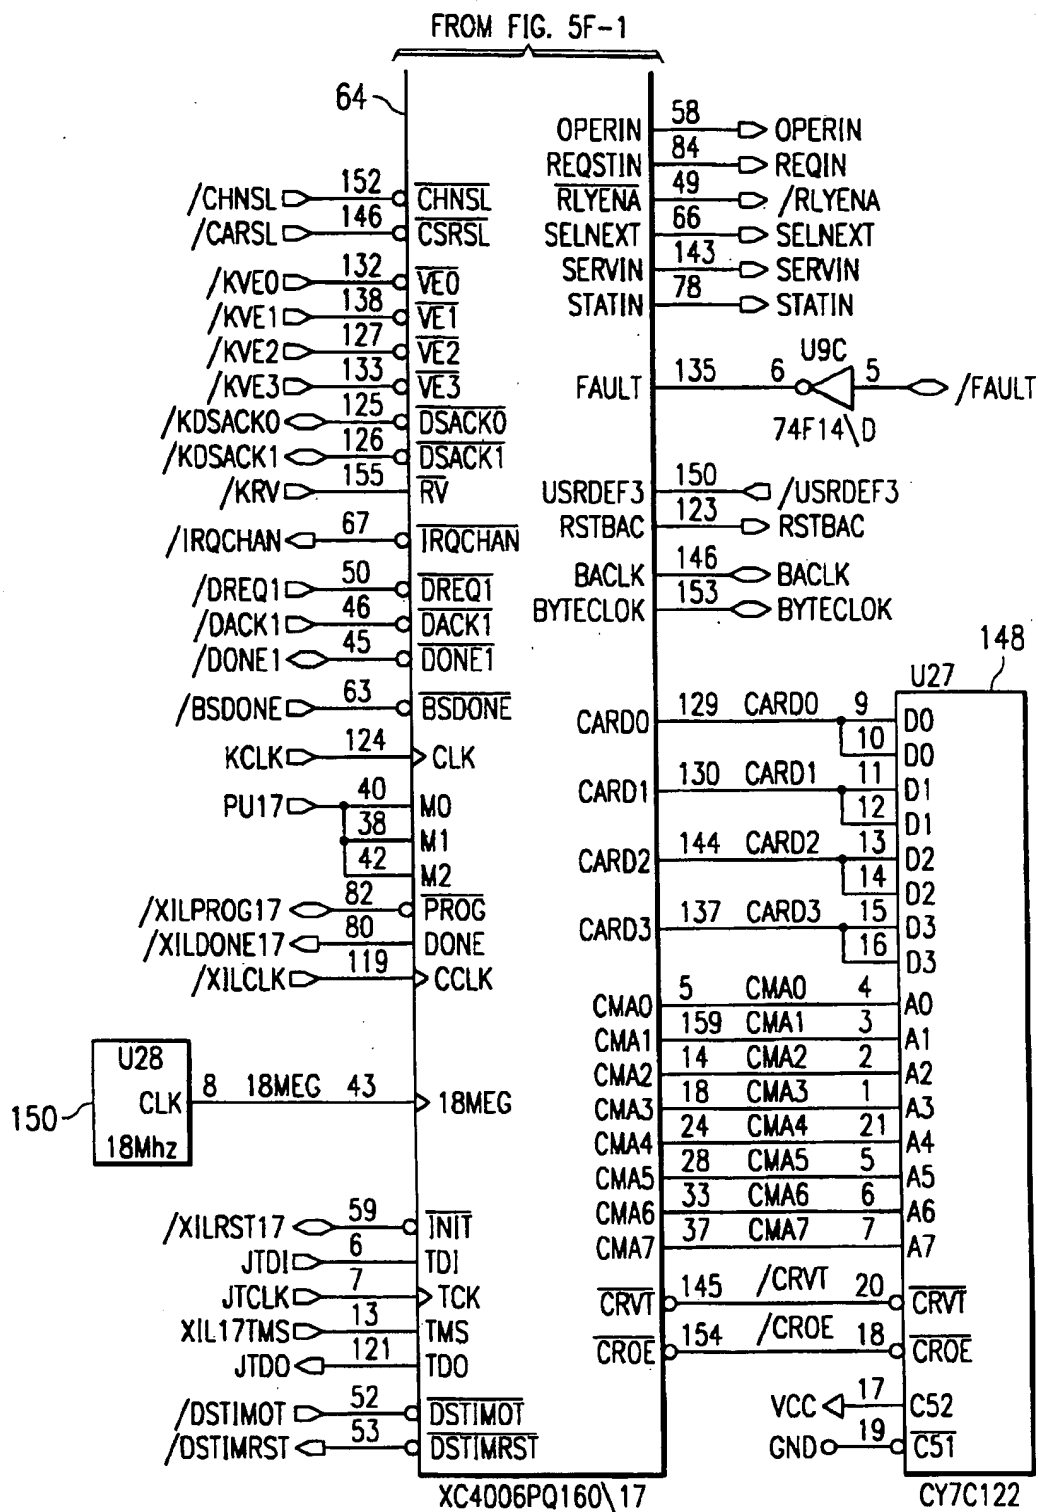 FROM FIG. 5F-1
64
OPERIN 58 OPERIN
REQSTIN 84 REQIN
/CHNSL 152 CHNSL
RLYENA 49 /RLYENA
/CARSL 146 CSRSL
SELNEXT 66 SELNEXT
SERVIN 143 SERVIN
/KVE0 132 VE0
STATIN 78 STATIN
/KVE1 138 VE1
/KVE2 127 VE2
U9C
/KVE3 133 VE3
FAULT 135 6 5 /FAULT
/KDSACK0 125 DSACK0
74F14\D
/KDSACK1 126 DSACK1
/KRV 155 RV
USRDEF3 150 /USRDEF3
RSTBAC 123 RSTBAC
/IRQCHAN 67 IRQCHAN
BACLK 146 BACLK
/DREQ1 50 DREQ1
BYTECLOK 153 BYTECLOK
/DACK1 46 DACK1
/DONE1 45 DONE1
148
U27
/BSDONE 63 BSDONE
CARD0 129 CARD0 9 D0
10 D0
KCLK 124 CLK
CARD1 130 CARD1 11 D1
PU17 40 M0
12 D1
38 M1
CARD2 144 CARD2 13 D2
42 M2
14 D2
/XILPROG17 82 PROG
CARD3 137 CARD3 15 D3
/XILDONE17 80 DONE
16 D3
/XILCLK 119 CCLK
CMA0 5 CMA0 4 A0
CMA1 159 CMA1 3 A1
U28
CMA2 14 CMA2 2 A2
150 CLK 8 18MEG 43 18MEG
CMA3 18 CMA3 1 A3
18Mhz
CMA4 24 CMA4 21 A4
CMA5 28 CMA5 5 A5
CMA6 33 CMA6 6 A6
/XILRST17 59 INIT
CMA7 37 CMA7 7 A7
JTDI 6 TDI
JTCLK 7 TCK
CRVT 145 /CRVT 20 CRVT
XIL17TMS 13 TMS
CROE 154 /CROE 18 CROE
JTDO 121 TDO
/DSTIMOT 52 DSTIMOT
VCC 17 C52
/DSTIMRST 53 DSTIMRST
GND 19 C51
XC4006PQ160\17
CY7C122